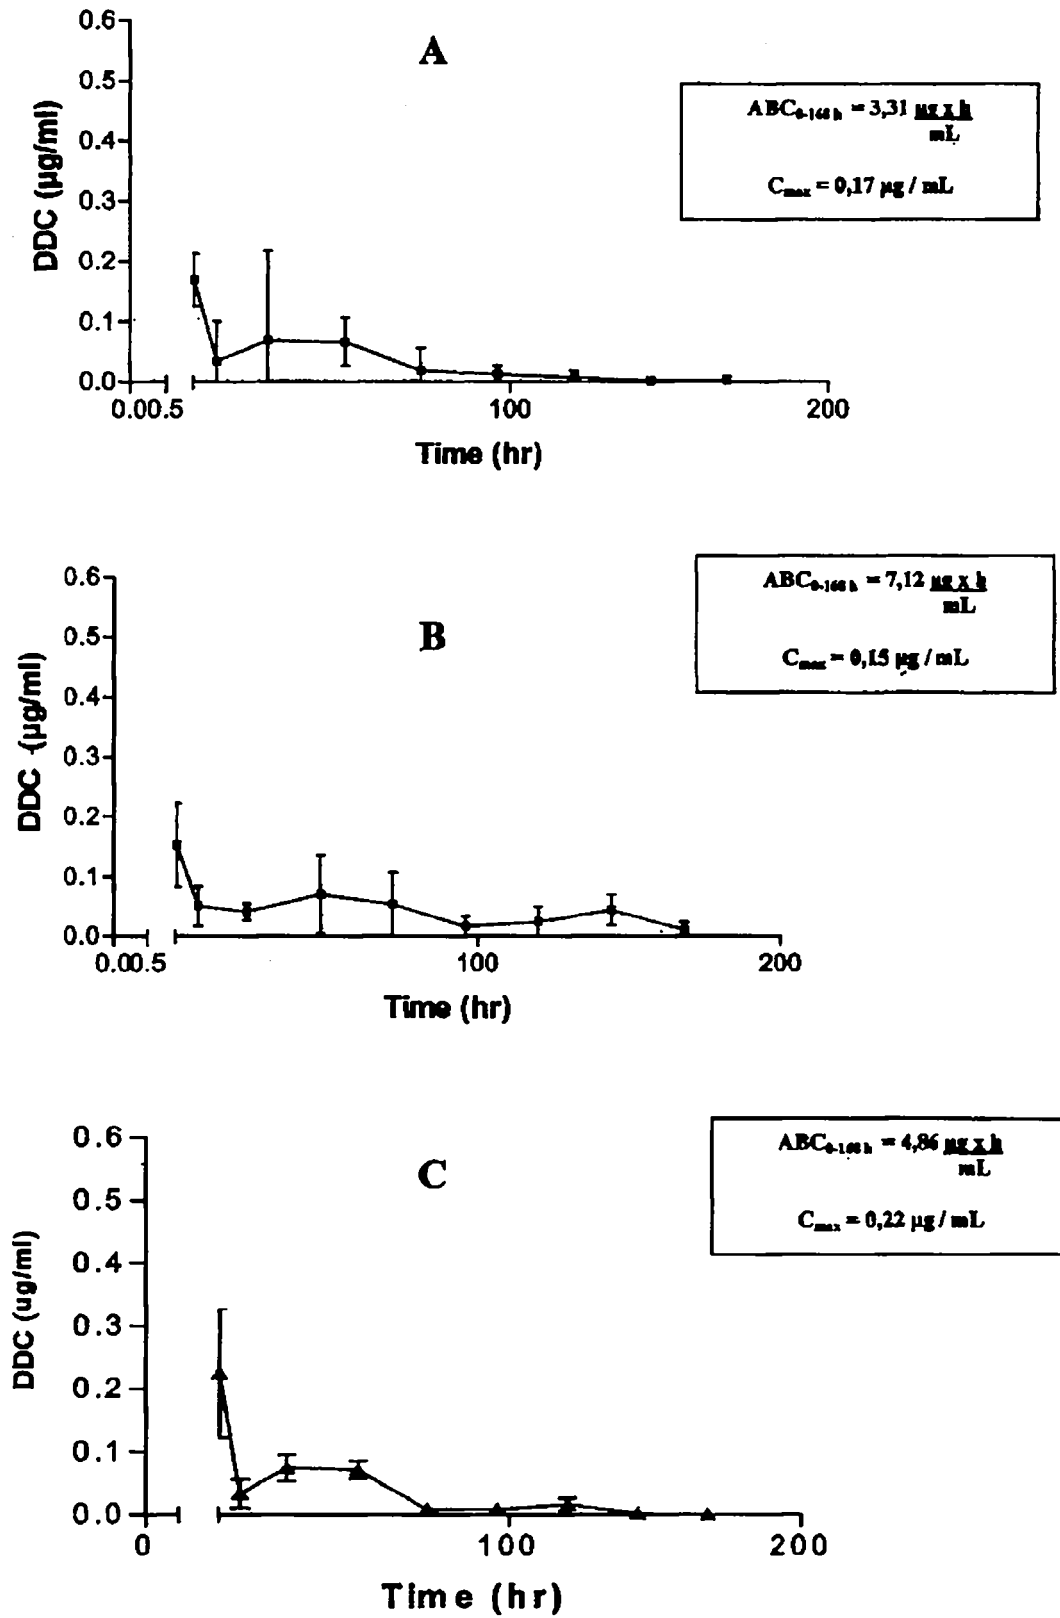 A
0.6
0.5
0.4
0.3
0.2
0.1
0.0
DDC (µg/ml)
0.00.5 100 200
Time (hr)
ABC0-168 h = 3,31 µg x h
mL
Cmax = 0,17 µg / mL
B
0.6
0.5
0.4
0.3
0.2
0.1
0.0
DDC (µg/ml)
0.00.5 100 200
Time (hr)
ABC0-168 h = 7,12 µg x h
mL
Cmax = 0,15 µg / mL
C
0.6
0.5
0.4
0.3
0.2
0.1
0.0
DDC (ug/ml)
0 100 200
Time (hr)
ABC0-168 h = 4,86 µg x h
mL
Cmax = 0,22 µg / mL